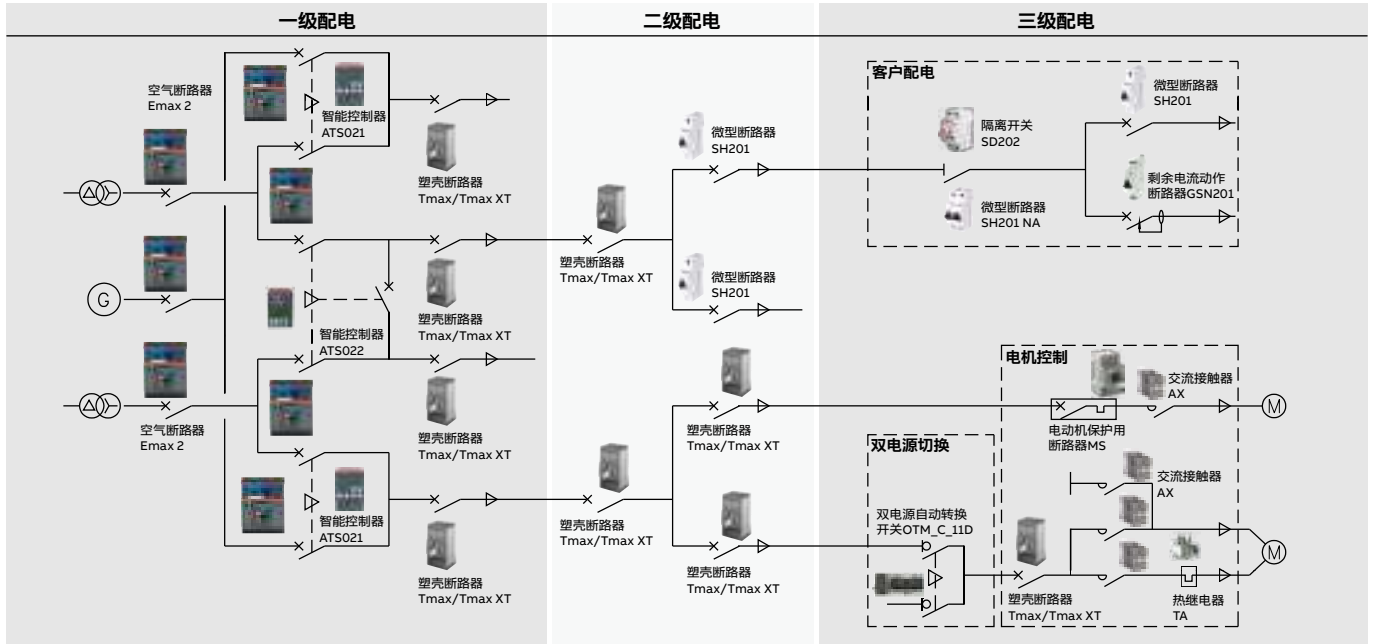 一级配电
二级配电
三级配电
空气断路器
Emax 2
智能控制器
ATS021
塑壳断路器
Tmax/Tmax XT
G
塑壳断路器
Tmax/Tmax XT
智能控制器
ATS022
空气断路器
Emax 2
塑壳断路器
Tmax/Tmax XT
智能控制器
ATS021
塑壳断路器
Tmax/Tmax XT
微型断路器
SH201
塑壳断路器
Tmax/Tmax XT
微型断路器
SH201
塑壳断路器
Tmax/Tmax XT
塑壳断路器
Tmax/Tmax XT
塑壳断路器
Tmax/Tmax XT
客户配电
隔离开关
SD202
微型断路器
SH201 NA
微型断路器
SH201
剩余电流动作
断路器GSN201
电机控制
交流接触器
AX
M
电动机保护用
断路器MS
双电源切换
双电源自动转换
开关OTM_C_11D
交流接触器
AX
M
塑壳断路器
Tmax/Tmax XT
热继电器
TA